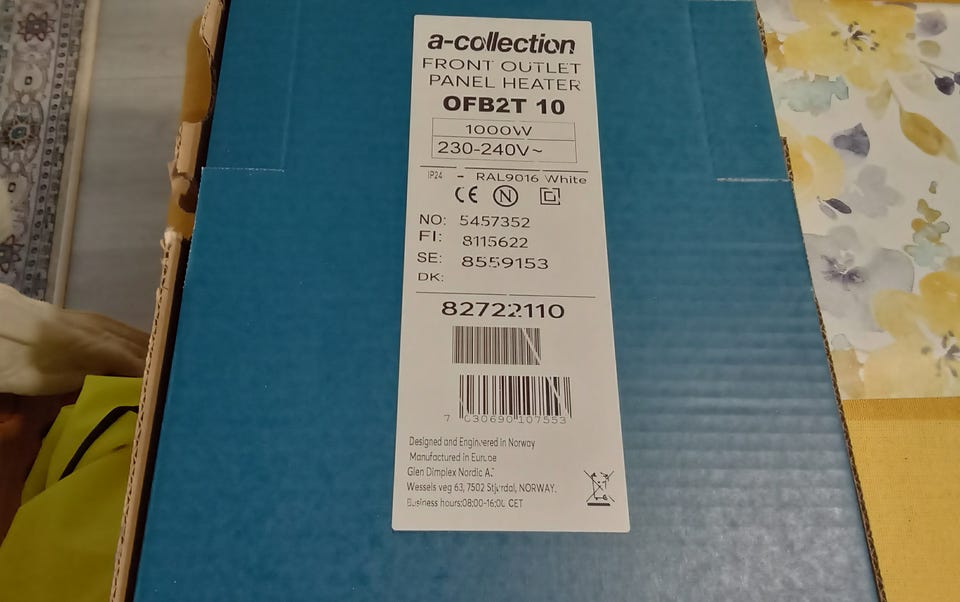 a-collection
FRONT OUTLET
PANEL HEATER
OFB2T 10
1000W
230-240V~
IP24 - RAL9016 White
CE N
NO: 5457352
FI: 8115622
SE: 8559153
DK:
82722110
7 030690 107553
Designed and Engineered in Norway
Manufactured in Europe
Glen Dimplex Nordic A.
Wessels veg 63, 7502 Stjørdal, NORWAY.
Business hours:08:00-16:00 CET